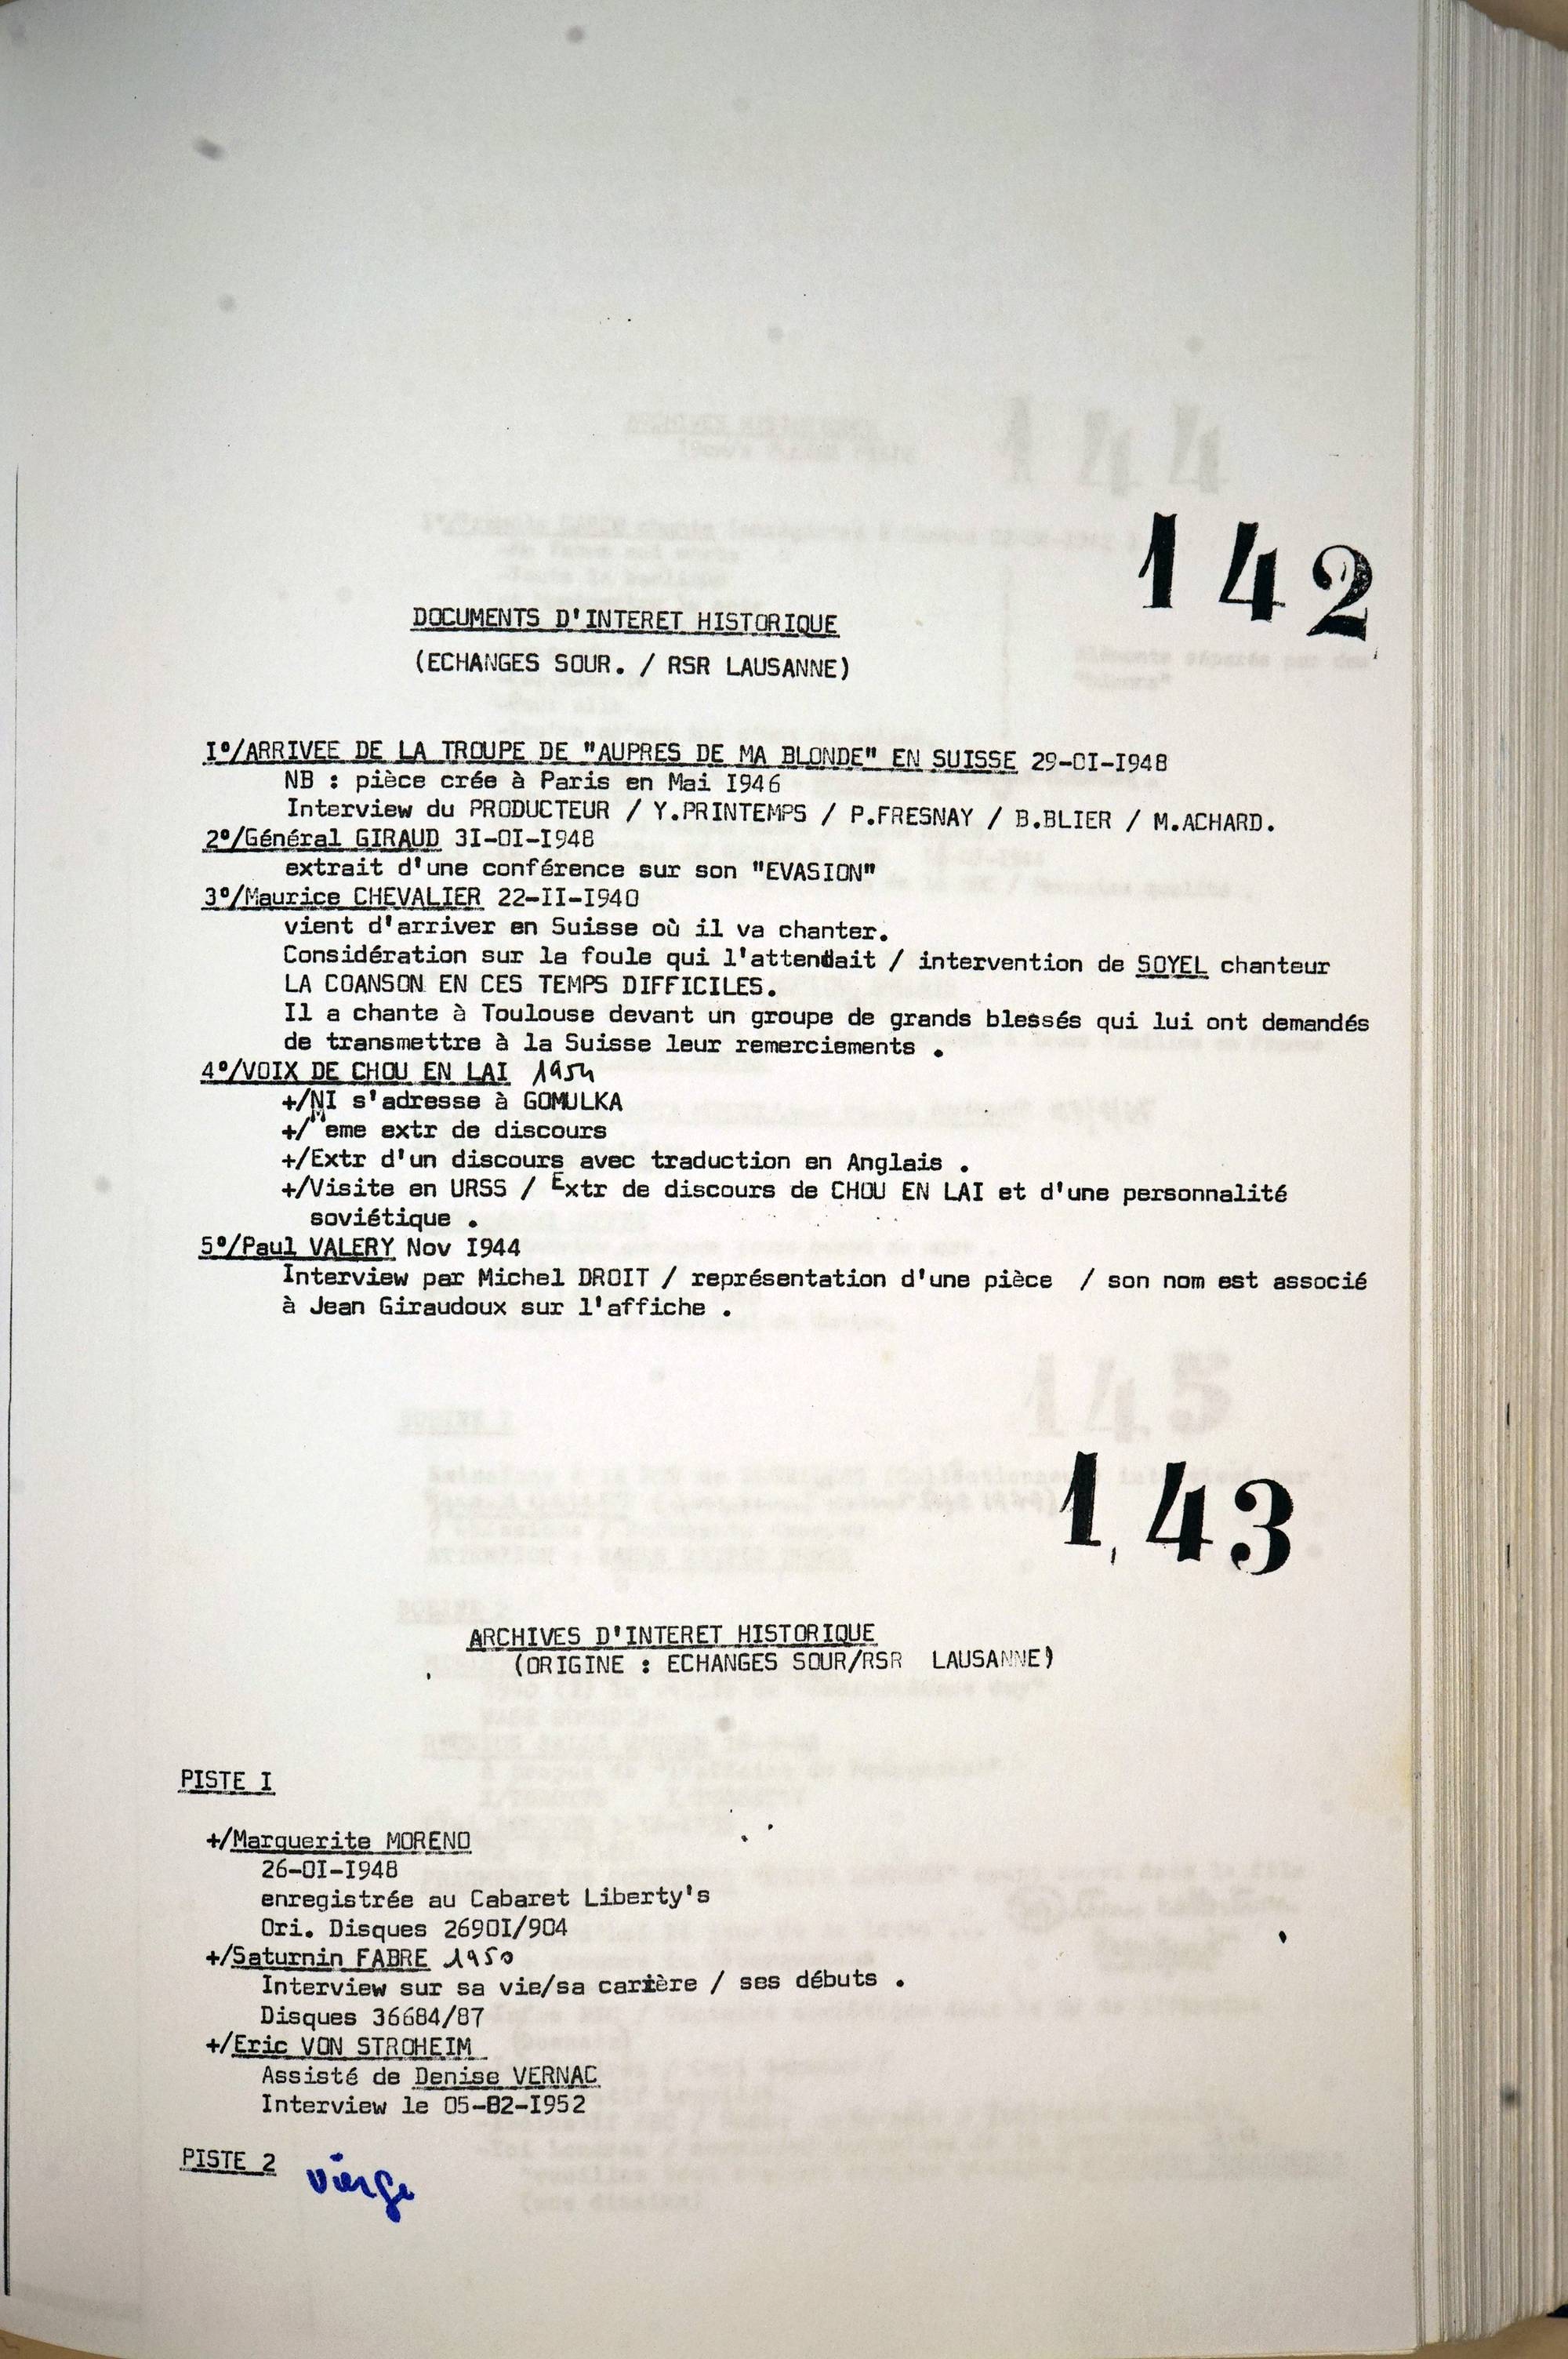 142
DOCUMENTS D'INTERET HISTORIQUE
(ECHANGES SOUR. / RSR LAUSANNE)
I°/ARRIVEE DE LA TROUPE DE "AUPRES DE MA BLONDE" EN SUISSE 29-OI-I948
NB : pièce crée à Paris en Mai I946
Interview du PRODUCTEUR / Y.PRINTEMPS / P.FRESNAY / B.BLIER / M.ACHARD.
2°/Général GIRAUD 3I-OI-I948
extrait d'une conférence sur son "EVASION"
3°/Maurice CHEVALIER 22-II-I940
vient d'arriver en Suisse où il va chanter.
Considération sur la foule qui l'attendait / intervention de SOYEL chanteur
LA COANSON EN CES TEMPS DIFFICILES.
Il a chante à Toulouse devant un groupe de grands blessés qui lui ont demandés
de transmettre à la Suisse leur remerciements .
4°/VOIX DE CHOU EN LAI 1954
+/NI s'adresse à GOMULKA
+/Meme extr de discours
+/Extr d'un discours avec traduction en Anglais .
+/Visite en URSS / Extr de discours de CHOU EN LAI et d'une personnalité
soviétique .
5°/Paul VALERY Nov I944
Interview par Michel DROIT / représentation d'une pièce / son nom est associé
à Jean Giraudoux sur l'affiche .
143
ARCHIVES D'INTERET HISTORIQUE
(ORIGINE : ECHANGES SOUR/RSR LAUSANNE)
PISTE I
+/Marguerite MORENO
26-OI-I948
enregistrée au Cabaret Liberty's
Ori. Disques 2690I/904
+/Saturnin FABRE 1950
Interview sur sa vie/sa carière / ses débuts .
Disques 36684/87
+/Eric VON STROHEIM
Assisté de Denise VERNAC
Interview le 05-02-I952
PISTE 2 vierge